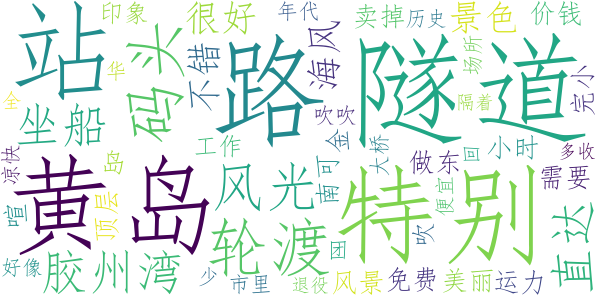 站
印象
很好
年代
卖掉
历史
景色
价钱
码头
不错
路
海风
隧道
场所
完小
华
全
坐船
吹吹
隔着
凉快
喧
岛
工作
金
大桥
回
小时
多收
黄岛
顶层
风光
南可
做东
便宜
需要
特别
轮渡
吹
直达
好像
胶州湾
少
市里
团
退役
风景
免费
美丽
运力